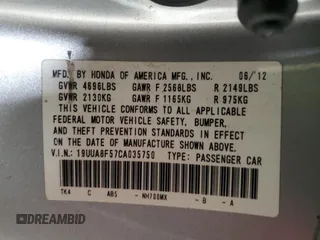 MFD. BY HONDA OF AMERICA MFG., INC. 06/12
GVWR 4696LBS GAWR F 2568LBS R 2149LBS
GVWR 2130KG GAWR F 1165KG R 975KG
THIS VEHICLE CONFORMS TO ALL APPLICABLE
FEDERAL MOTOR VEHICLE SAFETY, BUMPER,
AND THEFT PREVENTION STANDARDS IN EFFECT
ON THE DATE OF MANUFACTURE SHOWN ABOVE.
V.I.N. 19UUA8F57CA035750 TYPE: PASSENGER CAR
TK4 C AB5 - NH700MX - B - A
DREAMBID